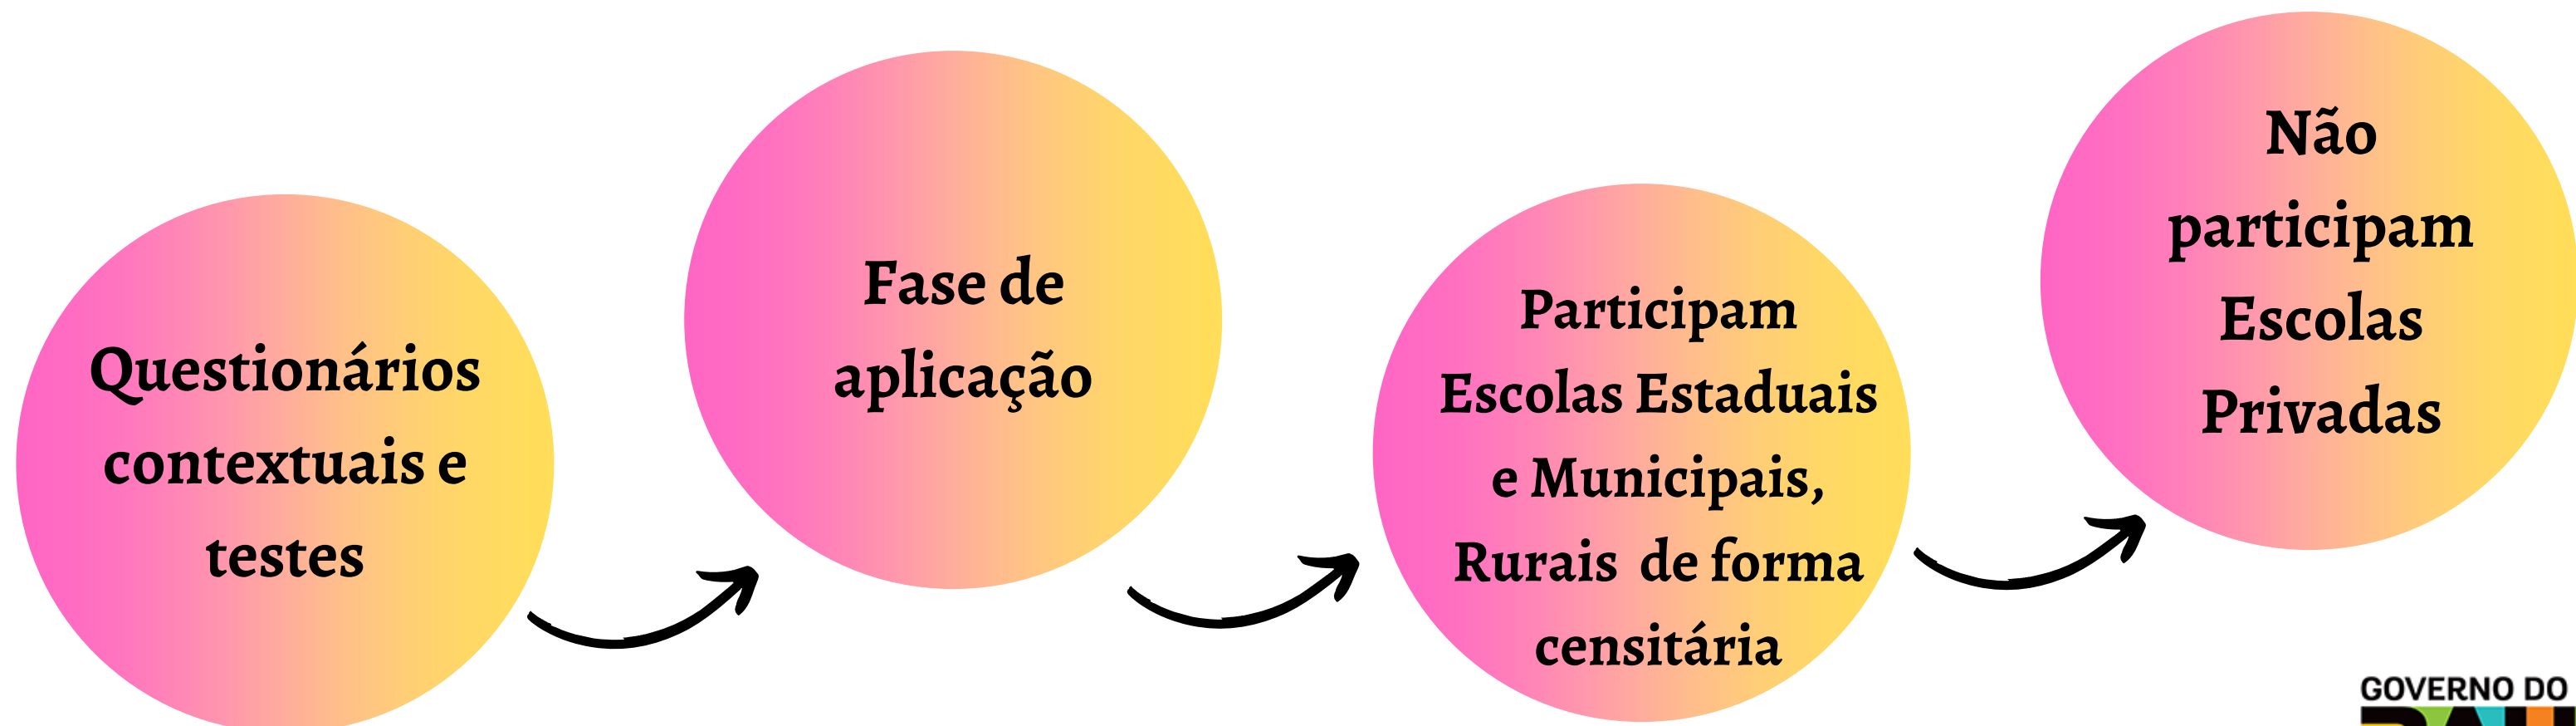 Questionários
contextuais e
testes
Fase de
aplicação
Participam
Escolas Estaduais
e Municipais,
Rurais de forma
censitária
Não
participam
Escolas
Privadas
GOVERNO DO